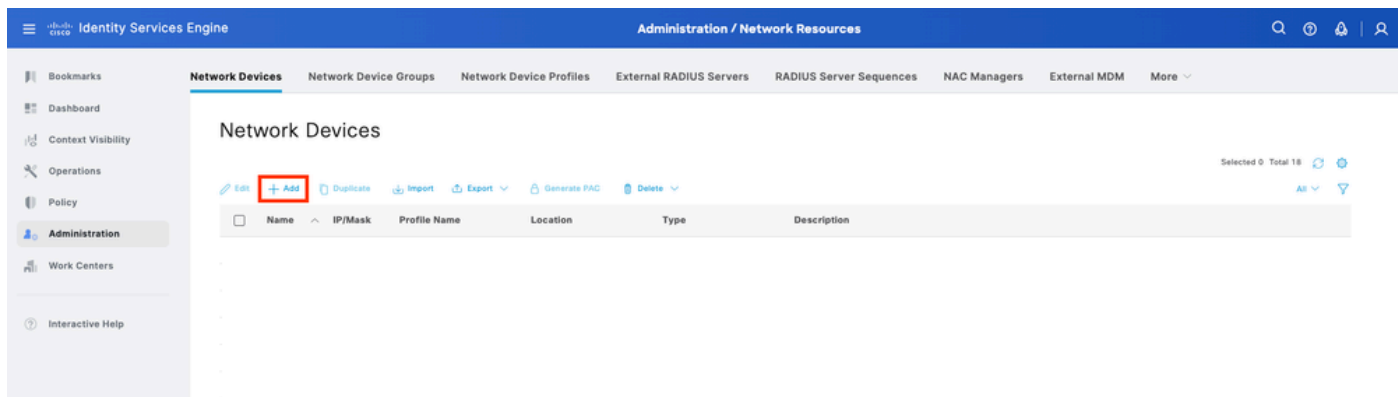 cisco Identity Services Engine
Administration / Network Resources
Bookmarks
Dashboard
Context Visibility
Operations
Policy
Administration
Work Centers
Interactive Help
Network Devices Network Device Groups Network Device Profiles External RADIUS Servers RADIUS Server Sequences NAC Managers External MDM More
Network Devices
Selected 0 Total 18
Edit Add Duplicate Import Export Generate PAC Delete All
Name IP/Mask Profile Name Location Type Description